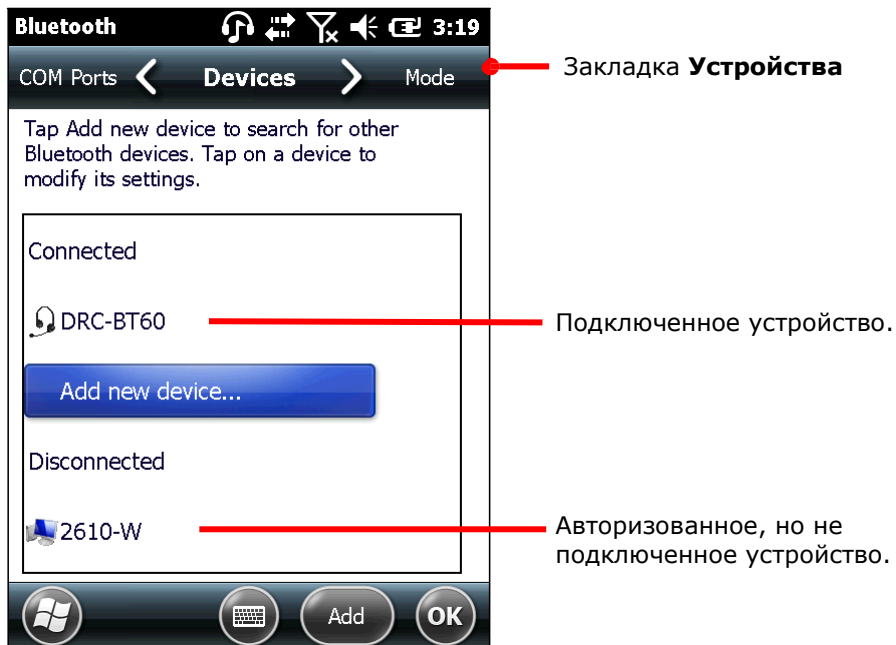 Bluetooth 3:19
COM Ports Devices Mode
Закладка Устройства
Tap Add new device to search for other
Bluetooth devices. Tap on a device to
modify its settings.
Connected
DRC-BT60
Подключенное устройство.
Add new device...
Disconnected
2610-W
Авторизованное, но не
подключенное устройство.
Add OK